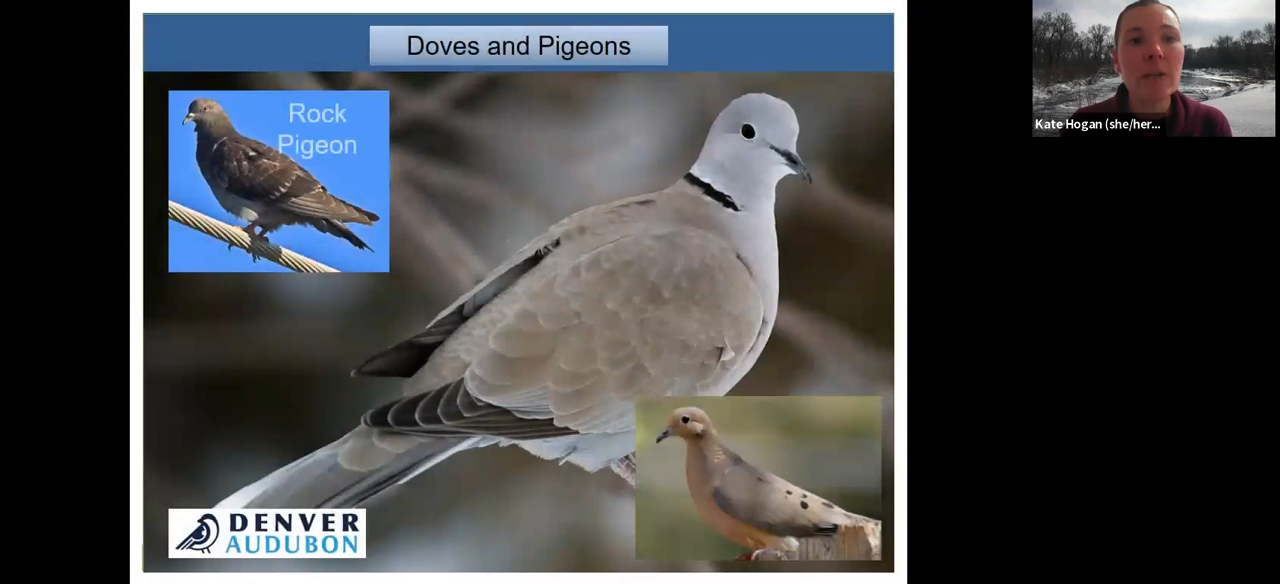 Doves and Pigeons
Rock
Pigeon
DENVER
AUDUBON
Kate Hogan (she/her...